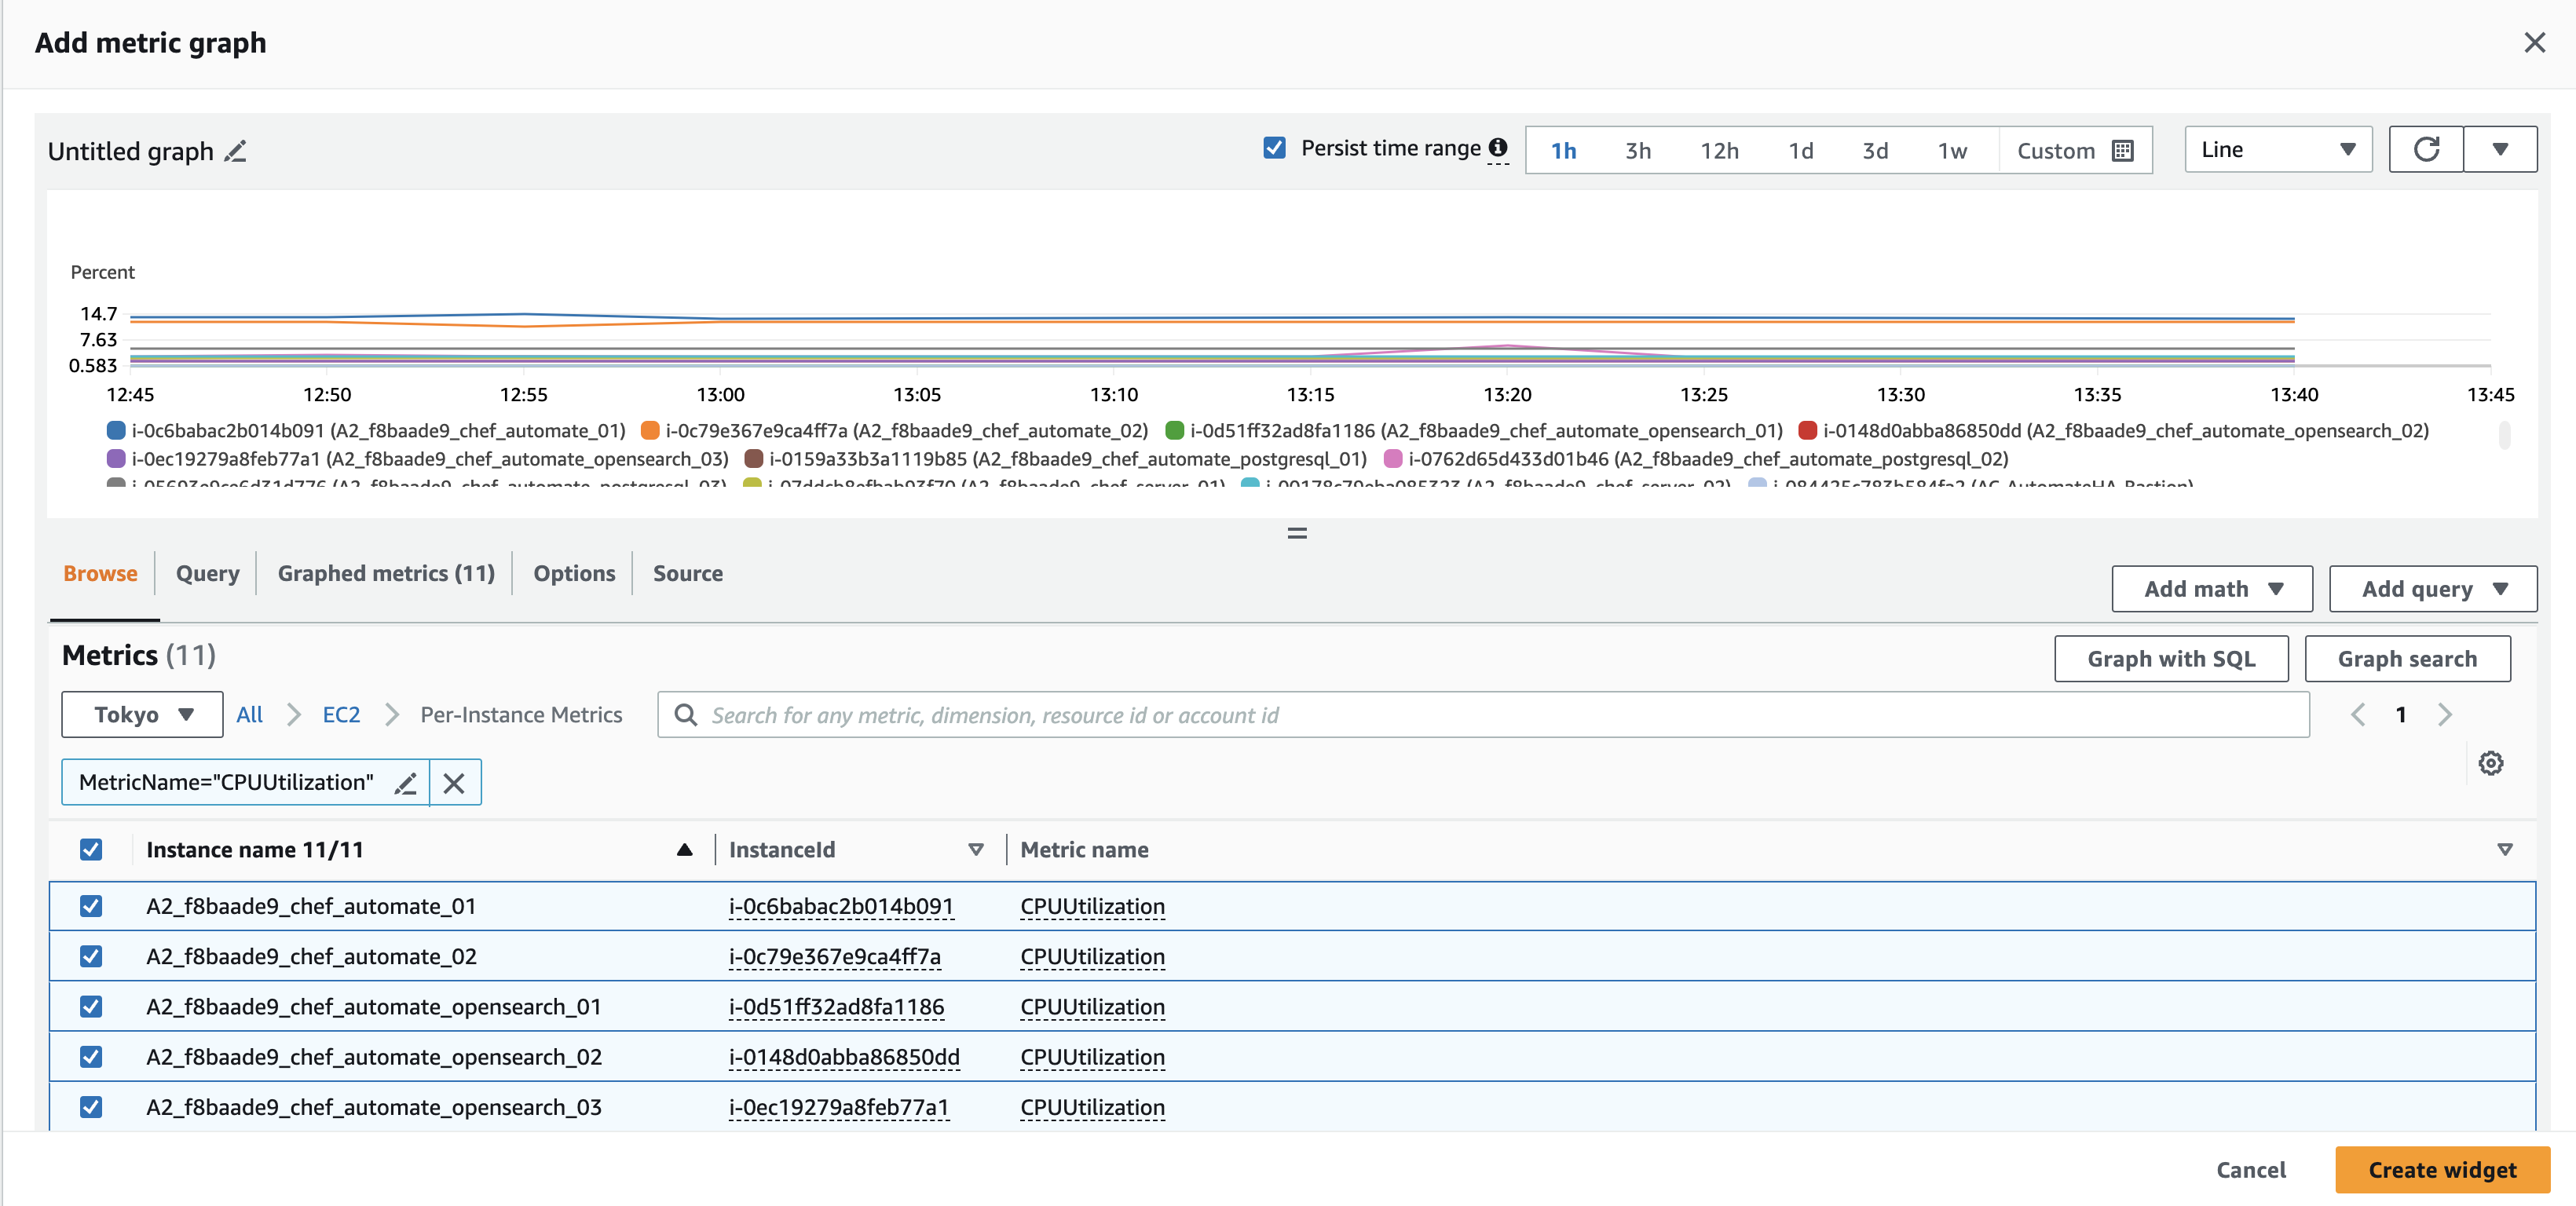 Add metric graph
Untitled graph
Persist time range 1h 3h 12h 1d 3d 1w Custom Line
Percent
14.7
7.63
0.583
12:45 12:50 12:55 13:00 13:05 13:10 13:15 13:20 13:25 13:30 13:35 13:40 13:45
i-0c6babac2b014b091 (A2_f8baade9_chef_automate_01) i-0c79e367e9ca4ff7a (A2_f8baade9_chef_automate_02) i-0d51ff32ad8fa1186 (A2_f8baade9_chef_automate_opensearch_01) i-0148d0abba86850dd (A2_f8baade9_chef_automate_opensearch_02)
i-0ec19279a8feb77a1 (A2_f8baade9_chef_automate_opensearch_03) i-0159a33b3a1119b85 (A2_f8baade9_chef_automate_postgresql_01) i-0762d65d433d01b46 (A2_f8baade9_chef_automate_postgresql_02)
(A2_f8baade9_chef_automate_postgresql_03) (A2_f8baade9_chef_server_01) (A2_f8baade9_chef_server_02)
Browse Query Graphed metrics (11) Options Source
Add math Add query
Metrics (11)
Graph with SQL Graph search
Tokyo All EC2 Per-Instance Metrics Search for any metric, dimension, resource id or account id 1
MetricName="CPUUtilization"
Instance name 11/11 InstanceId Metric name
A2_f8baade9_chef_automate_01 i-0c6babac2b014b091 CPUUtilization
A2_f8baade9_chef_automate_02 i-0c79e367e9ca4ff7a CPUUtilization
A2_f8baade9_chef_automate_opensearch_01 i-0d51ff32ad8fa1186 CPUUtilization
A2_f8baade9_chef_automate_opensearch_02 i-0148d0abba86850dd CPUUtilization
A2_f8baade9_chef_automate_opensearch_03 i-0ec19279a8feb77a1 CPUUtilization
Cancel Create widget